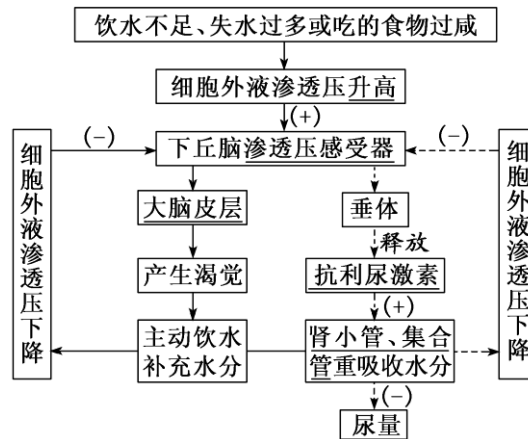 饮水不足、失水过多或吃的食物过咸
细胞外液渗透压升高
(+)
(−)
下丘脑渗透压感受器
(−)
细胞外液渗透压下降
大脑皮层
垂体
释放
产生渴觉
抗利尿激素
(+)
主动饮水
补充水分
肾小管、集合
管重吸收水分
(−)
尿量
细胞外液渗透压下降